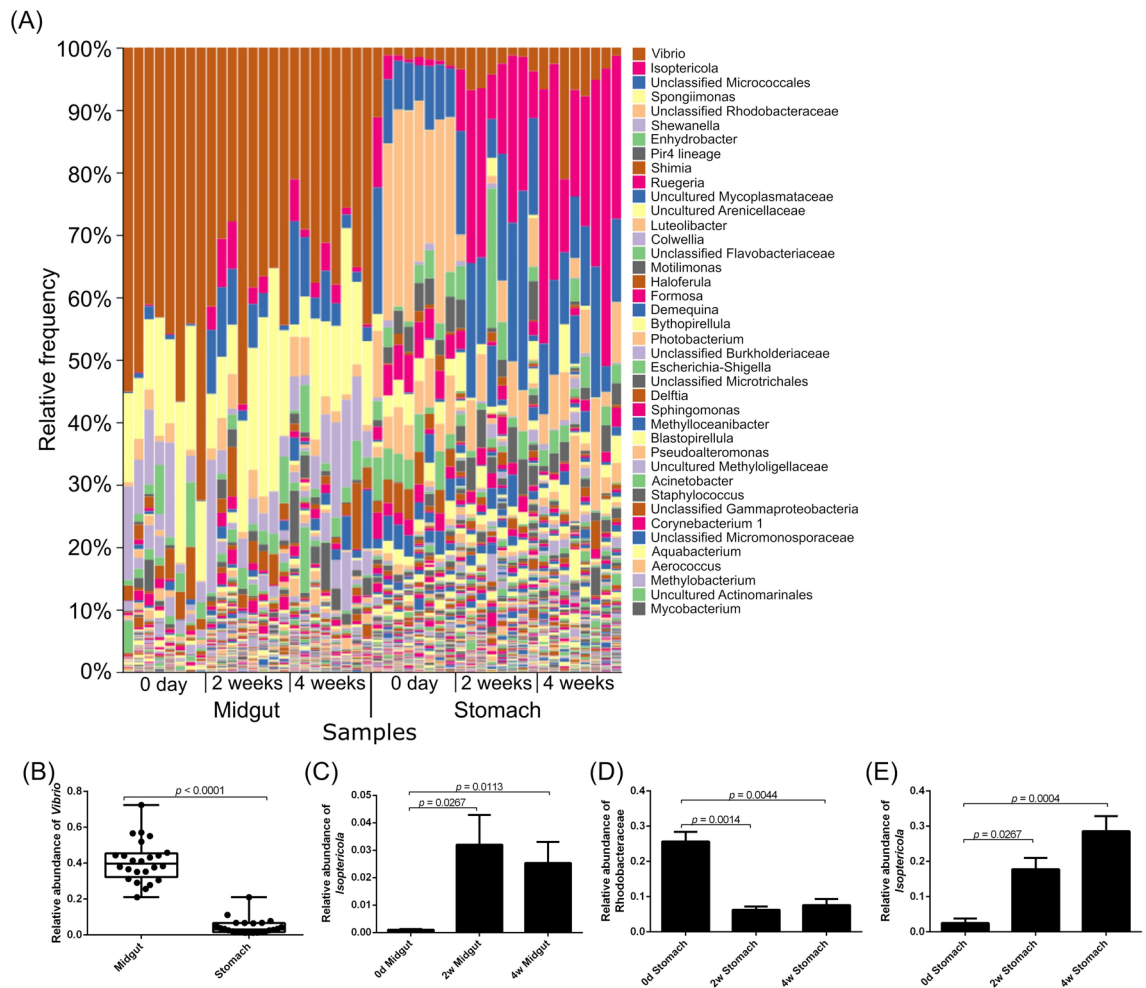 (A)
100%
90%
80%
70%
60%
50%
40%
30%
20%
10%
0%
Relative frequency
0 day
2 weeks
4 weeks
0 day
2 weeks
4 weeks
Midgut
Stomach
Samples
Vibrio
Isoptericola
Unclassified Micrococcales
Spongiimonas
Unclassified Rhodobacteraceae
Shewanella
Enhydrobacter
Pir4 lineage
Shimia
Ruegeria
Uncultured Mycoplasmataceae
Uncultured Arenicellaceae
Luteolibacter
Colwellia
Unclassified Flavobacteriaceae
Motilimonas
Haloferula
Formosa
Demequina
Bythopirellula
Photobacterium
Unclassified Burkholderiaceae
Escherichia-Shigella
Unclassified Microtrichales
Delftia
Sphingomonas
Methylloceanibacter
Blastopirellula
Pseudoalteromonas
Uncultured Methyloligellaceae
Acinetobacter
Staphylococcus
Unclassified Gammaproteobacteria
Corynebacterium 1
Unclassified Micromonosporaceae
Aquabacterium
Aerococcus
Methylobacterium
Uncultured Actinomarinales
Mycobacterium
(B)
Relative abundance of Vibrio
0.8
0.6
0.4
0.2
0.0
p < 0.0001
Midgut
Stomach
(C)
Relative abundance of
Isoptericola
0.05
0.04
0.03
0.02
0.01
0.00
p = 0.0113
p = 0.0267
0d Midgut
2w Midgut
4w Midgut
(D)
Relative abundance of
Rhodobacteraceae
0.4
0.3
0.2
0.1
0.0
p = 0.0044
p = 0.0014
0d Stomach
2w Stomach
4w Stomach
(E)
Relative abundance of
Isoptericola
0.4
0.3
0.2
0.1
0.0
p = 0.0004
p = 0.0267
0d Stomach
2w Stomach
4w Stomach